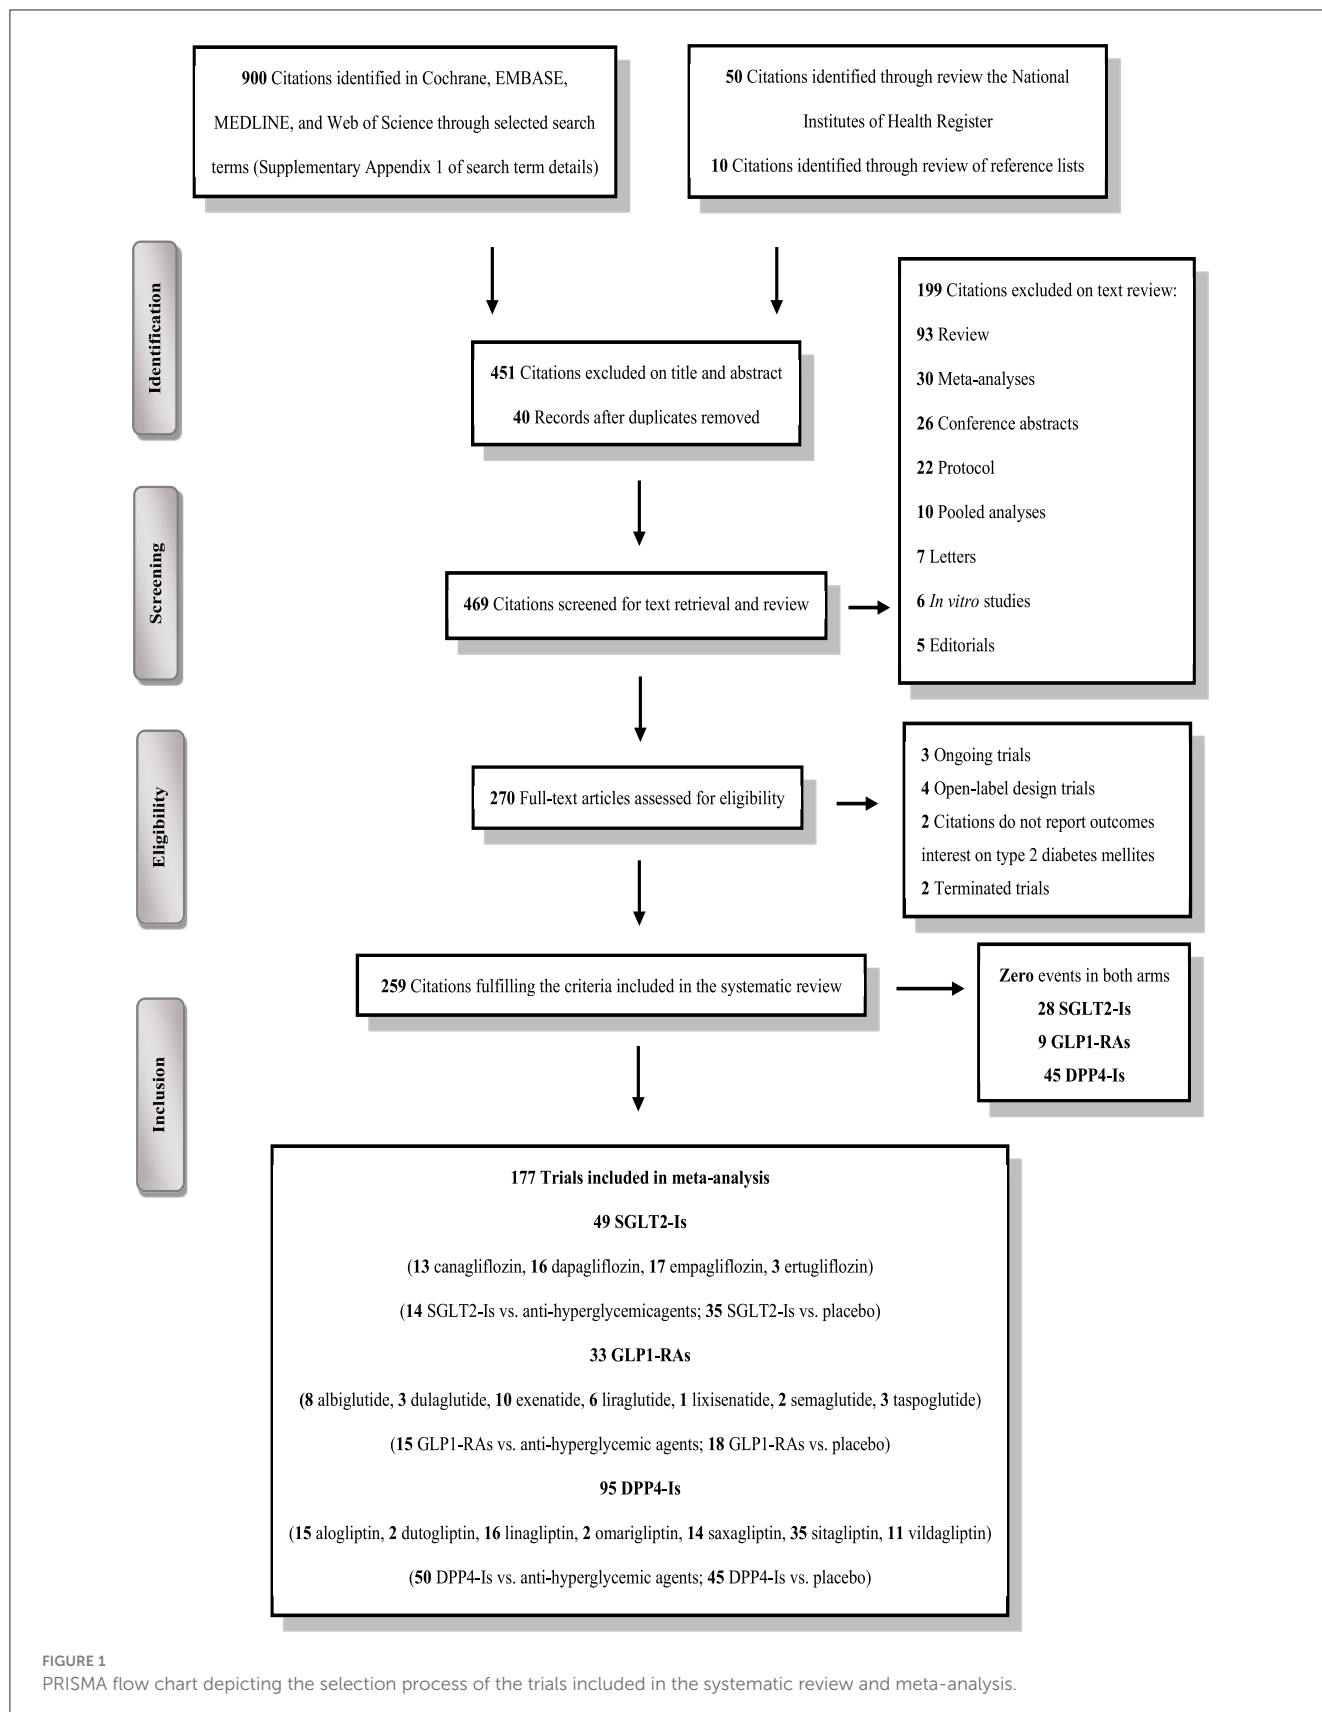 900 Citations identified in Cochrane, EMBASE,
MEDLINE, and Web of Science through selected search
terms (Supplementary Appendix 1 of search term details)
50 Citations identified through review the National
Institutes of Health Register
10 Citations identified through review of reference lists
Identification
451 Citations excluded on title and abstract
40 Records after duplicates removed
199 Citations excluded on text review:
93 Review
30 Meta-analyses
26 Conference abstracts
22 Protocol
10 Pooled analyses
7 Letters
6 In vitro studies
5 Editorials
Screening
469 Citations screened for text retrieval and review
Eligibility
270 Full-text articles assessed for eligibility
3 Ongoing trials
4 Open-label design trials
2 Citations do not report outcomes
interest on type 2 diabetes mellites
2 Terminated trials
259 Citations fulfilling the criteria included in the systematic review
Zero events in both arms
28 SGLT2-Is
9 GLP1-RAs
45 DPP4-Is
Inclusion
177 Trials included in meta-analysis
49 SGLT2-Is
(13 canagliflozin, 16 dapagliflozin, 17 empagliflozin, 3 ertugliflozin)
(14 SGLT2-Is vs. anti-hyperglycemicagents; 35 SGLT2-Is vs. placebo)
33 GLP1-RAs
(8 albiglutide, 3 dulaglutide, 10 exenatide, 6 liraglutide, 1 lixisenatide, 2 semaglutide, 3 taspoglutide)
(15 GLP1-RAs vs. anti-hyperglycemic agents; 18 GLP1-RAs vs. placebo)
95 DPP4-Is
(15 alogliptin, 2 dutogliptin, 16 linagliptin, 2 omarigliptin, 14 saxagliptin, 35 sitagliptin, 11 vildagliptin)
(50 DPP4-Is vs. anti-hyperglycemic agents; 45 DPP4-Is vs. placebo)
FIGURE 1
PRISMA flow chart depicting the selection process of the trials included in the systematic review and meta-analysis.